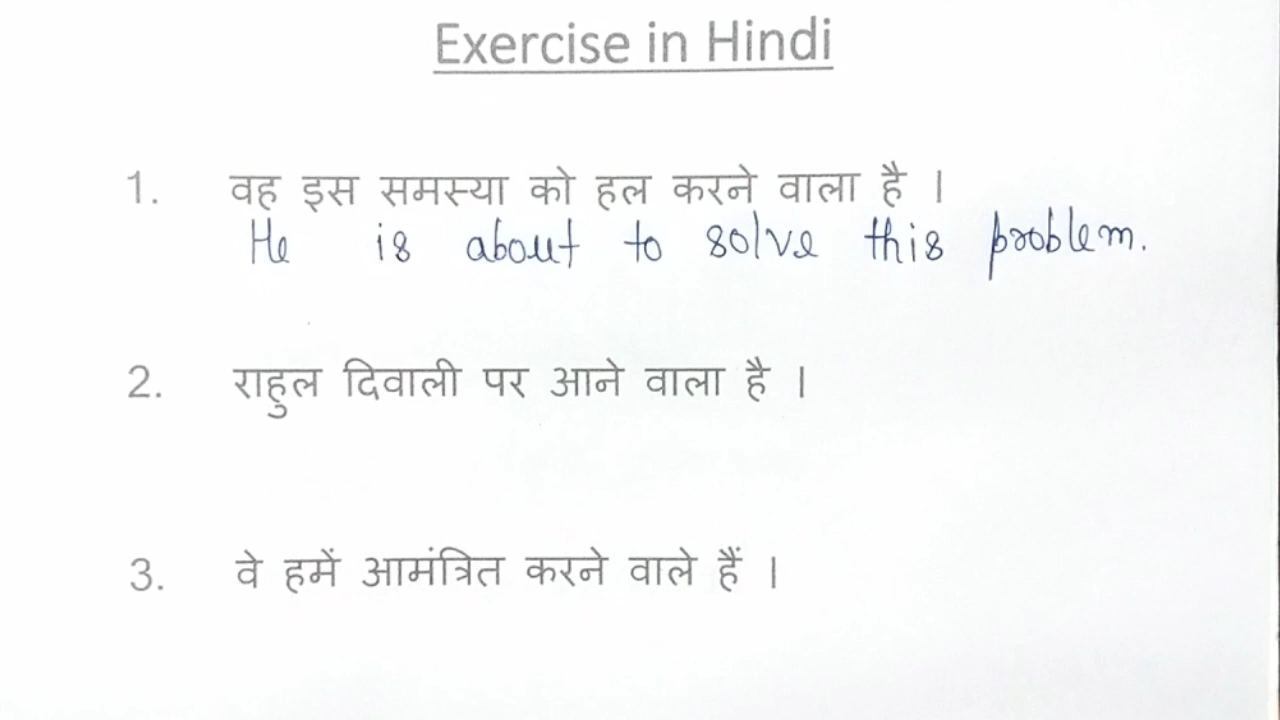 Exercise in Hindi
1. वह इस समस्या को हल करने वाला है ।
He is about to solve this problem.
2. राहुल दिवाली पर आने वाला है ।
3. वे हमें आमंत्रित करने वाले हैं ।